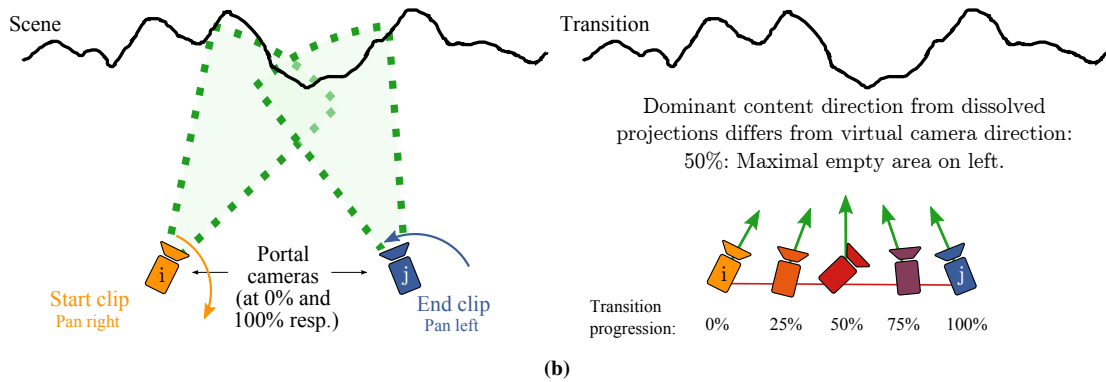 Scene
i
j
Portal
cameras
(at 0% and
100% resp.)
Start clip
Pan right
End clip
Pan left
Transition
Dominant content direction from dissolved
projections differs from virtual camera direction:
50%: Maximal empty area on left.
i
j
Transition
progression:
0% 25% 50% 75% 100%
(b)